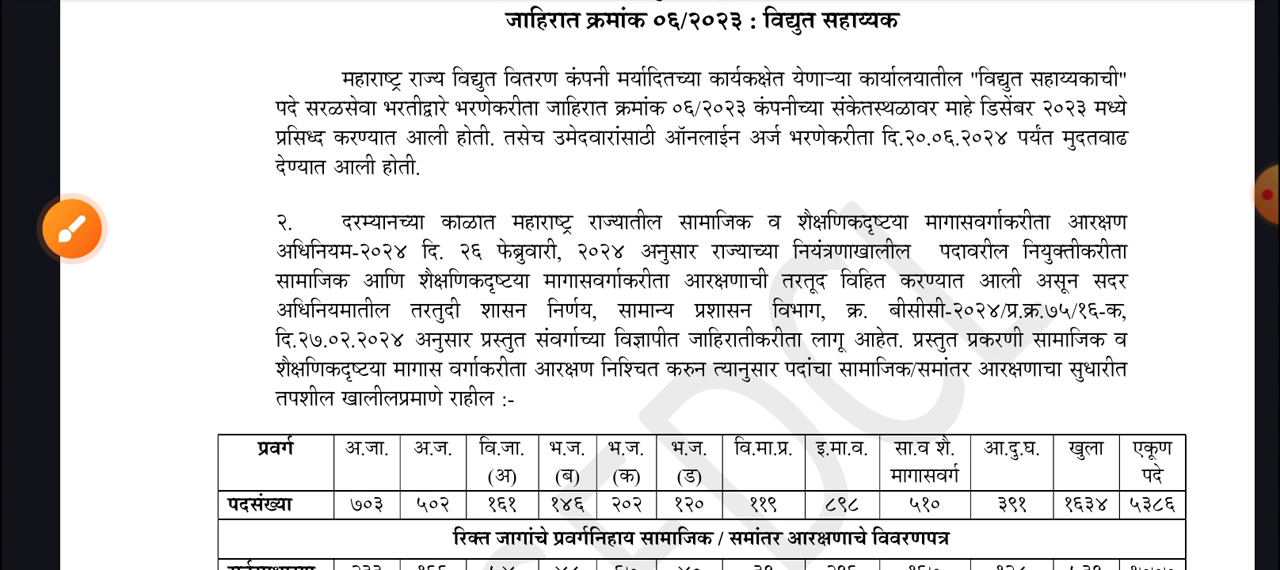 जाहिरात क्रमांक ०६/२०२३ : विद्युत सहाय्यक
महाराष्ट्र राज्य विद्युत वितरण कंपनी मर्यादितच्या कार्यकक्षेत येणाऱ्या कार्यालयातील "विद्युत सहाय्यकाची"
पदे सरळसेवा भरतीद्वारे भरणेकरीता जाहिरात क्रमांक ०६/२०२३ कंपनीच्या संकेतस्थळावर माहे डिसेंबर २०२३ मध्ये
प्रसिध्द करण्यात आली होती. तसेच उमेदवारांसाठी ऑनलाईन अर्ज भरणेकरीता दि.२०.०६.२०२४ पर्यंत मुदतवाढ
देण्यात आली होती.
२. दरम्यानच्या काळात महाराष्ट्र राज्यातील सामाजिक व शैक्षणिकदृष्टया मागासवर्गाकरीता आरक्षण
अधिनियम-२०२४ दि. २६ फेब्रुवारी, २०२४ अनुसार राज्याच्या नियंत्रणाखालील पदावरील नियुक्तीकरीता
सामाजिक आणि शैक्षणिकदृष्टया मागासवर्गाकरीता आरक्षणाची तरतूद विहित करण्यात आली असून सदर
अधिनियमातील तरतुदी शासन निर्णय, सामान्य प्रशासन विभाग, क्र. बीसीसी-२०२४/प्र.क्र.७५/१६-क,
दि.२७.०२.२०२४ अनुसार प्रस्तुत संवर्गाच्या विज्ञापीत जाहिरातीकरीता लागू आहेत. प्रस्तुत प्रकरणी सामाजिक व
शैक्षणिकदृष्टया मागास वर्गाकरीता आरक्षण निश्चित करुन त्यानुसार पदांचा सामाजिक/समांतर आरक्षणाचा सुधारीत
तपशील खालीलप्रमाणे राहील :-
प्रवर्ग अ.जा. अ.ज. वि.जा. (अ) भ.ज. (ब) भ.ज. (क) भ.ज. (ड) वि.मा.प्र. इ.मा.व. सा.व शै. मागासवर्ग आ.दु.घ. खुला एकूण पदे
पदसंख्या ७०३ ५०२ १६१ १४६ २०२ १२० ११९ ८९८ ५१० ३९१ १६३४ ५३८६
रिक्त जागांचे प्रवर्गनिहाय सामाजिक / समांतर आरक्षणाचे विवरणपत्र